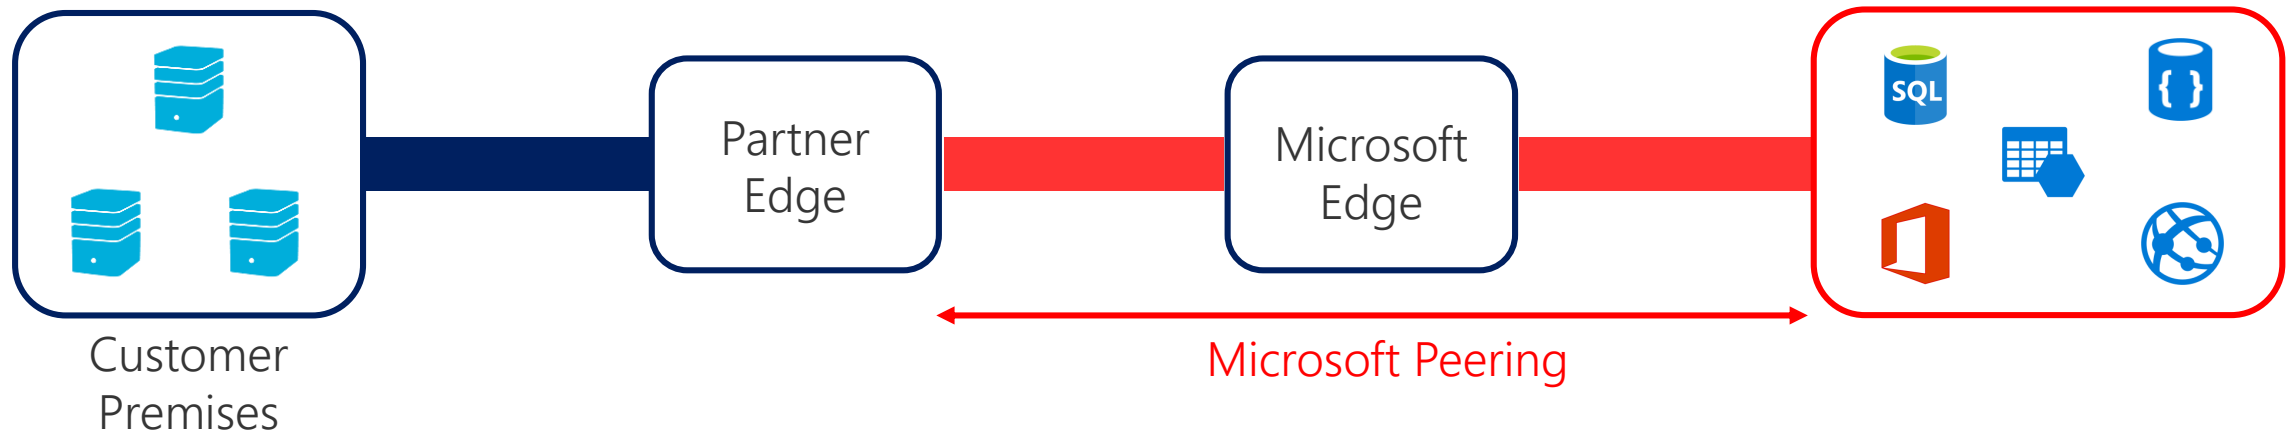 Partner
Edge
Microsoft
Edge
SQL
{ }
Customer
Premises
Microsoft Peering